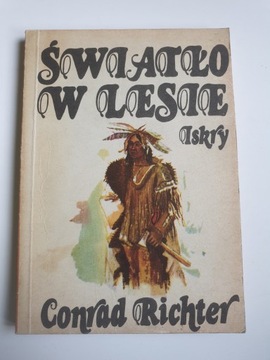 ŚWIATŁO
W LESIE
Iskry
Conrad Richter